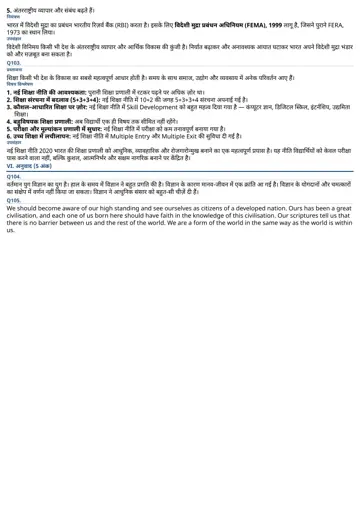 5. अंतरराष्ट्रीय व्यापार और संबंध बढ़ते हैं।
नियंत्रण
भारत में विदेशी मुद्रा का प्रबंधन भारतीय रिज़र्व बैंक (RBI) करता है। इसके लिए विदेशी मुद्रा प्रबंधन अधिनियम (FEMA), 1999 लागू है, जिसने पुराने FERA,
1973 का स्थान लिया।
उपसंहार
विदेशी विनिमय किसी भी देश के अंतरराष्ट्रीय व्यापार और आर्थिक विकास की कुंजी है। निर्यात बढ़ाकर और अनावश्यक आयात घटाकर भारत अपने विदेशी मुद्रा भंडार
को और मज़बूत बना सकता है।
Q103.
प्रस्तावना
शिक्षा किसी भी देश के विकास का सबसे महत्वपूर्ण आधार होती है। समय के साथ समाज, उद्योग और व्यवसाय में अनेक परिवर्तन आए हैं।
विषय विश्लेषण
1. नई शिक्षा नीति की आवश्यकता: पुरानी शिक्षा प्रणाली में रटकर पढ़ने पर अधिक ज़ोर था।
2. शिक्षा संरचना में बदलाव (5+3+3+4): नई शिक्षा नीति में 10+2 की जगह 5+3+3+4 संरचना अपनाई गई है।
3. कौशल-आधारित शिक्षा पर ज़ोर: नई शिक्षा नीति में Skill Development को बहुत महत्व दिया गया है — कंप्यूटर ज्ञान, डिजिटल स्किल, इंटर्नशिप, उद्यमिता
शिक्षा।
4. बहुविषयक शिक्षा प्रणाली: अब विद्यार्थी एक ही विषय तक सीमित नहीं रहेंगे।
5. परीक्षा और मूल्यांकन प्रणाली में सुधार: नई शिक्षा नीति में परीक्षा को कम तनावपूर्ण बनाया गया है।
6. उच्च शिक्षा में लचीलापन: नई शिक्षा नीति में Multiple Entry और Multiple Exit की सुविधा दी गई है।
उपसंहार
नई शिक्षा नीति 2020 भारत की शिक्षा प्रणाली को आधुनिक, व्यावहारिक और रोजगारोन्मुख बनाने का एक महत्वपूर्ण प्रयास है। यह नीति विद्यार्थियों को केवल परीक्षा
पास करने वाला नहीं, बल्कि कुशल, आत्मनिर्भर और सक्षम नागरिक बनाने पर केंद्रित है।
VI. अनुवाद (5 अंक)
Q104.
वर्तमान युग विज्ञान का युग है। हाल के समय में विज्ञान ने बहुत प्रगति की है। विज्ञान के कारण मानव-जीवन में एक क्रांति आ गई है। विज्ञान के योगदानों और चमत्कारों
का संक्षेप में वर्णन नहीं किया जा सकता। विज्ञान ने आधुनिक संसार को बहुत-सी चीज़ें दी हैं।
Q105.
We should become aware of our high standing and see ourselves as citizens of a developed nation. Ours has been a great
civilisation, and each one of us born here should have faith in the knowledge of this civilisation. Our scriptures tell us that
there is no barrier between us and the rest of the world. We are a form of the world in the same way as the world is within
us.